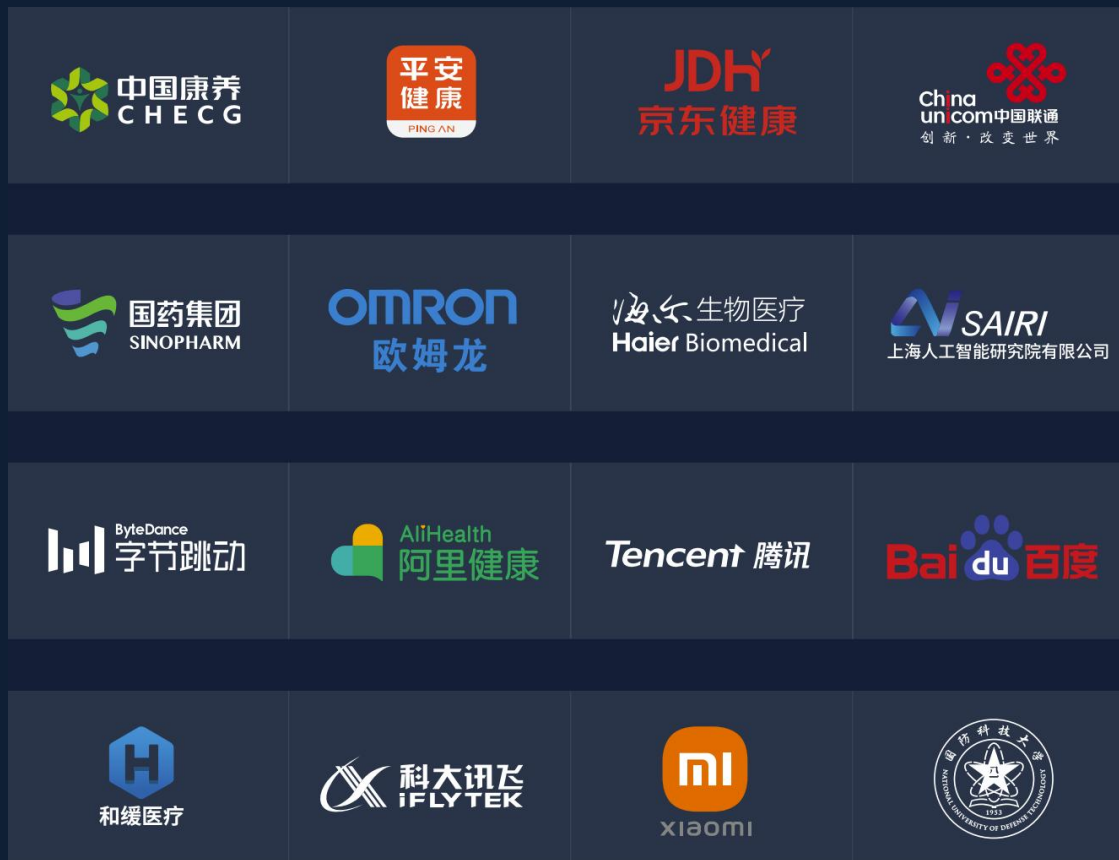 中国康养
CHECG
平安
健康
PING AN
JDH
京东健康
China
unicom中国联通
创新·改变世界
国药集团
SINOPHARM
OMRON
欧姆龙
海尔生物医疗
Haier Biomedical
SAIRI
上海人工智能研究院有限公司
ByteDance
字节跳动
AliHealth
阿里健康
Tencent 腾讯
Bai du 百度
H
和缓医疗
科大讯飞
iFLYTEK
mi
xiaomi
国防科技大学
八一
1953
NATIONAL UNIVERSITY OF DEFENSE TECHNOLOGY